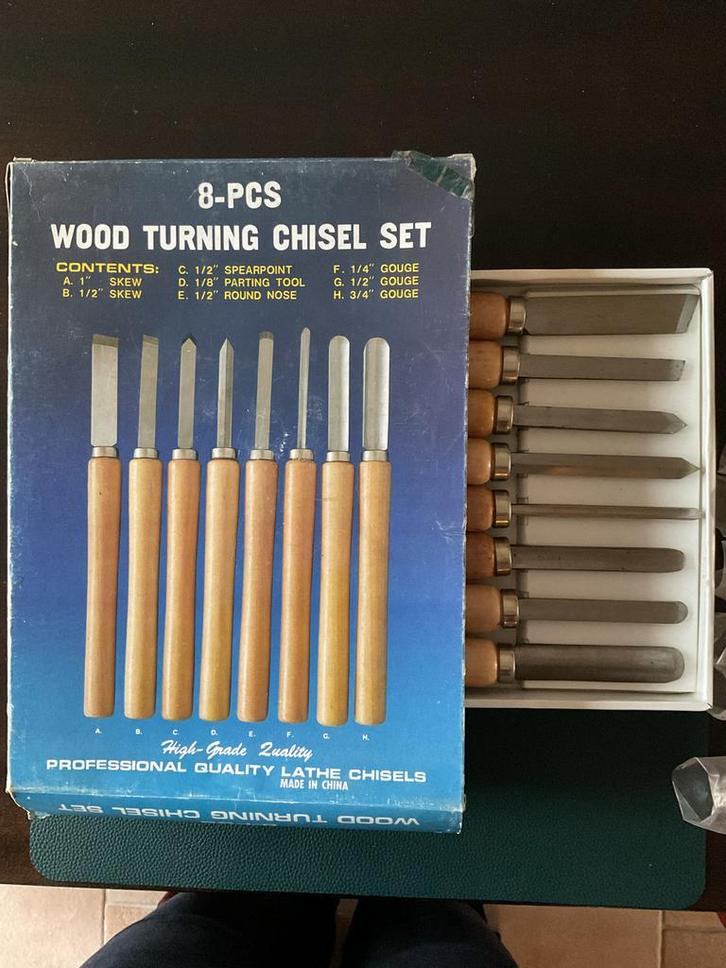 8-PCS
WOOD TURNING CHISEL SET
CONTENTS:
A. 1" SKEW
B. 1/2" SKEW
C. 1/2" SPEARPOINT
D. 1/8" PARTING TOOL
E. 1/2" ROUND NOSE
F. 1/4" GOUGE
G. 1/2" GOUGE
H. 3/4" GOUGE
A. B. C. D. E. F. G. H.
High-Grade Quality
PROFESSIONAL QUALITY LATHE CHISELS
MADE IN CHINA
WOOD TURNING CHISEL SET